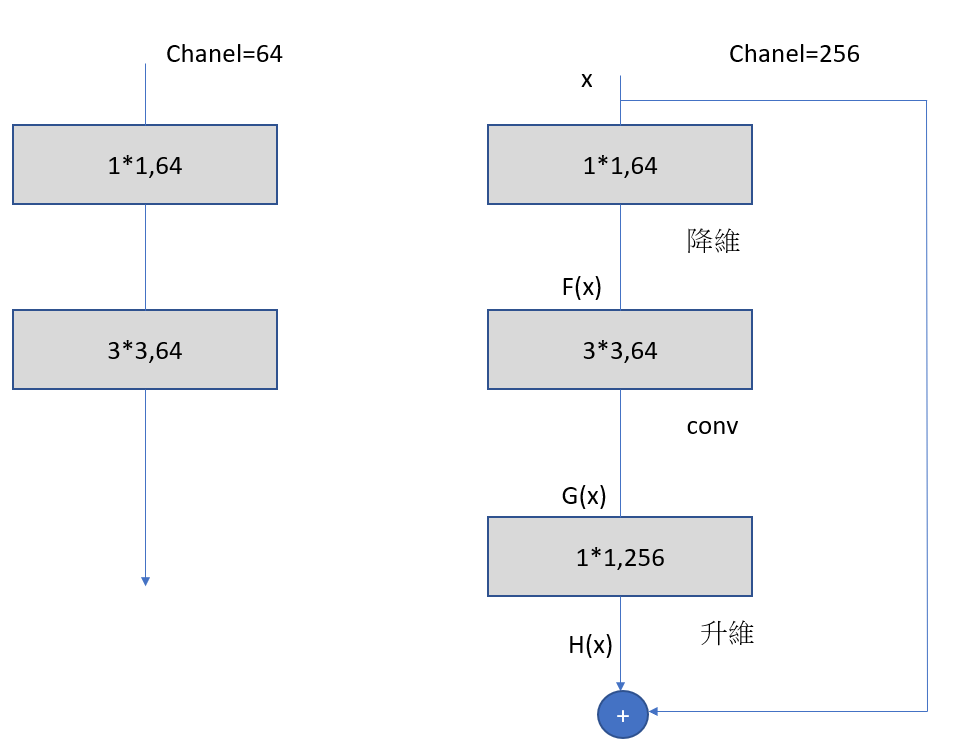 Chanel=64
1*1,64
3*3,64
Chanel=256
x
1*1,64
降維
F(x)
3*3,64
conv
G(x)
1*1,256
升維
H(x)
+